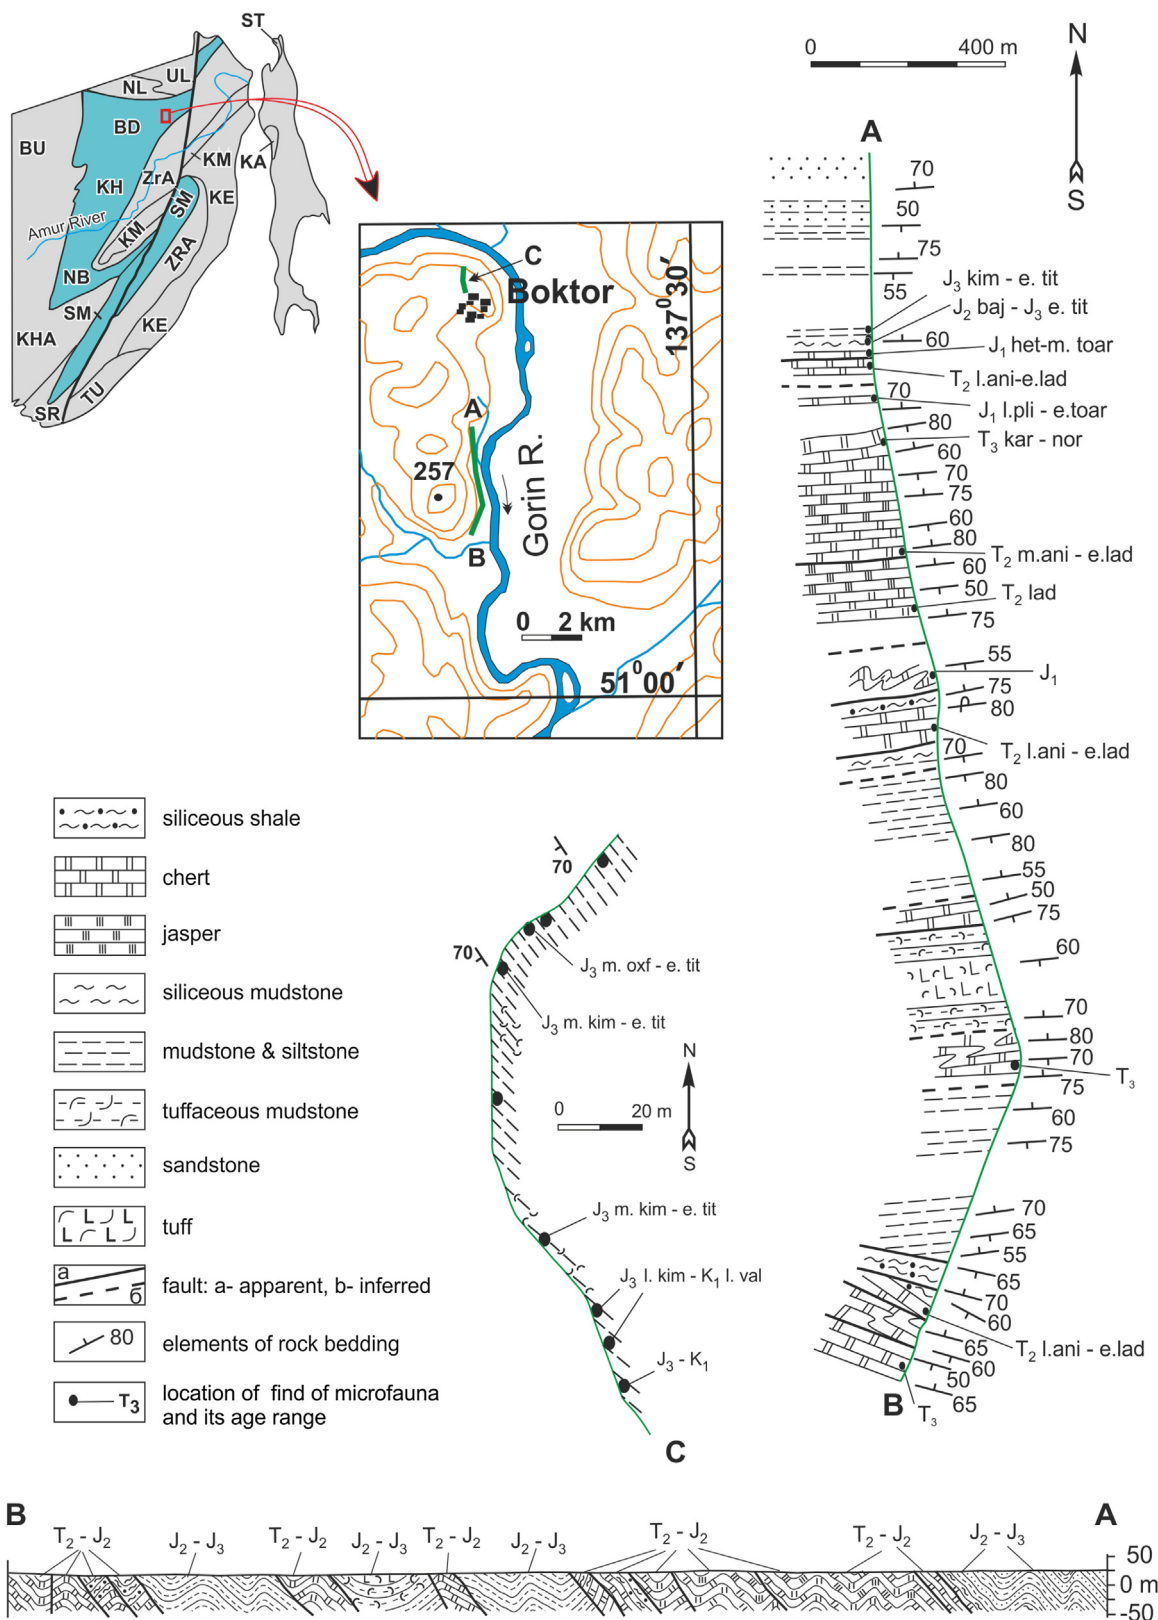 ST
UL
NL
BD
BU
KM
KA
ZrA
KH
SM
KE
Amur River
KM
ZRA
NB
SM
KE
KHA
TU
SR
0 400 m
N
S
C
Boktor
137⁰30′
A
257
Gorin R.
B
0 2 km
51⁰00′
A
70
50
75
55
J₃ kim - e. tit
J₂ baj - J₃ e. tit
60
J₁ het-m. toar
T₂ l.ani-e.lad
70
J₁ l.pli - e.toar
80
T₃ kar - nor
60
70
75
60
80
T₂ m.ani - e.lad
60
50
T₂ lad
75
55
J₁
75
80
70
T₂ l.ani - e.lad
80
60
80
55
50
75
60
70
80
70
T₃
75
60
75
70
65
55
65
70
60
T₂ l.ani - e.lad
65
60
50
65
B
T₃
siliceous shale
chert
jasper
siliceous mudstone
mudstone & siltstone
tuffaceous mudstone
sandstone
L L
L L
tuff
a
б
fault: a- apparent, b- inferred
80
elements of rock bedding
T₃
location of find of microfauna
and its age range
70
70
J₃ m. oxf - e. tit
J₃ m. kim - e. tit
N
0 20 m
S
J₃ m. kim - e. tit
J₃ l. kim - K₁ l. val
J₃ - K₁
C
B
A
T₂ - J₂
J₂ - J₃
T₂ - J₂
J₂ - J₃
T₂ - J₂
J₂ - J₃
T₂ - J₂
T₂ - J₂
J₂ - J₃
50
0 m
-50